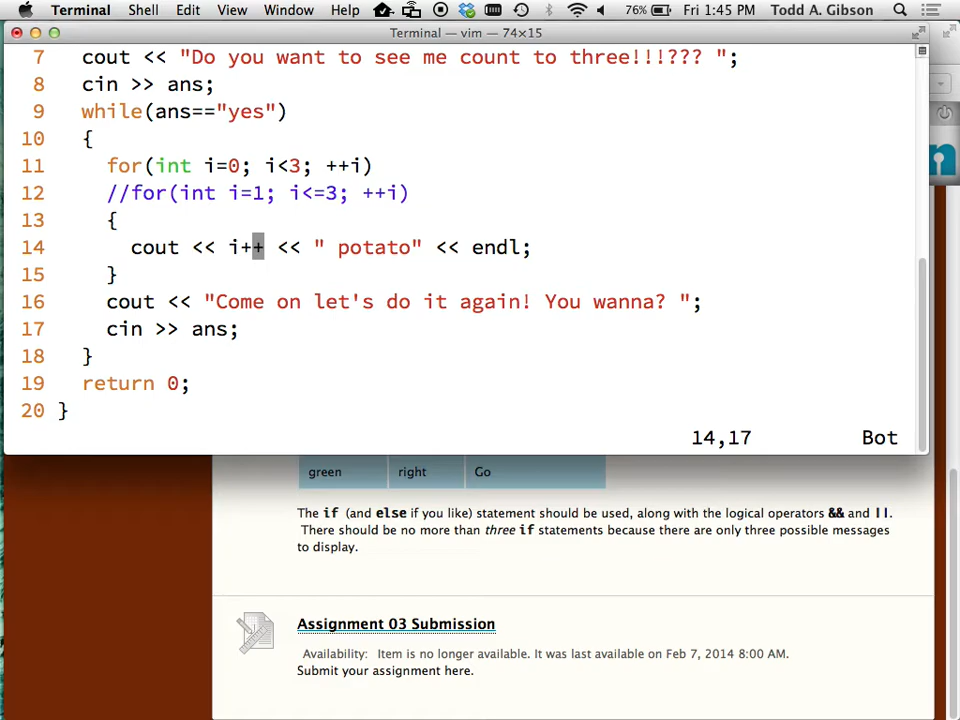 Terminal Shell Edit View Window Help 76% Fri 1:45 PM Todd A. Gibson
Terminal — vim — 74×15
7 cout << "Do you want to see me count to three!!!??? ";
8 cin >> ans;
9 while(ans=="yes")
10 {
11 for(int i=0; i<3; ++i)
12 //for(int i=1; i<=3; ++i)
13 {
14 cout << i++ << " potato" << endl;
15 }
16 cout << "Come on let's do it again! You wanna? ";
17 cin >> ans;
18 }
19 return 0;
20 }
14,17 Bot
green right Go
The if (and else if you like) statement should be used, along with the logical operators && and ||.
There should be no more than three if statements because there are only three possible messages
to display.
Assignment 03 Submission
Availability: Item is no longer available. It was last available on Feb 7, 2014 8:00 AM.
Submit your assignment here.